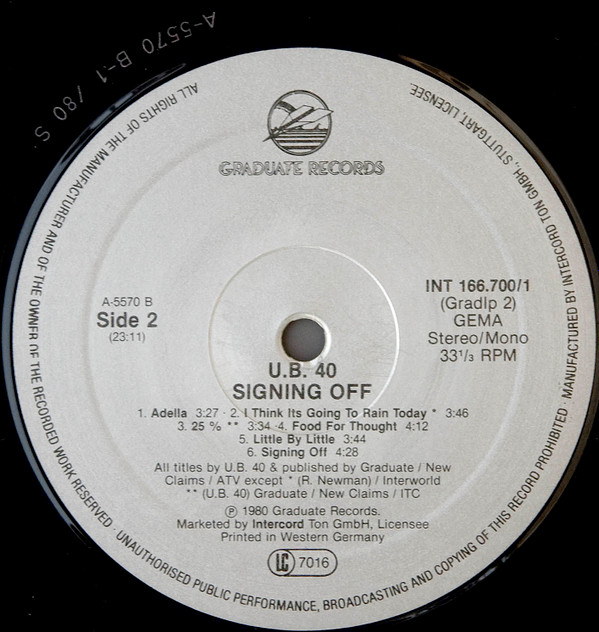 A-5570 B-1 /80 S
ALL RIGHTS OF THE MANUFACTURER AND OF THE OWNER OF THE RECORDED WORK RESERVED · UNAUTHORISED PUBLIC PERFORMANCE, BROADCASTING AND COPYING OF THIS RECORD PROHIBITED · MANUFACTURED BY INTERCORD TON GMBH, STUTTGART, LICENSEE
GRADUATE RECORDS
A-5570 B
Side 2
(23:11)
INT 166.700/1
(Gradlp 2)
GEMA
Stereo/Mono
33 1/3 RPM
U.B. 40
SIGNING OFF
1. Adella 3:27 · 2. I Think Its Going To Rain Today * 3:46
3. 25 % ** 3:34 · 4. Food For Thought 4:12
5. Little By Little 3:44
6. Signing Off 4:28
All titles by U.B. 40 & published by Graduate / New
Claims / ATV except * (R. Newman) / Interworld
** (U.B. 40) Graduate / New Claims / ITC
Ⓟ 1980 Graduate Records.
Marketed by Intercord Ton GmbH, Licensee
Printed in Western Germany
LC 7016